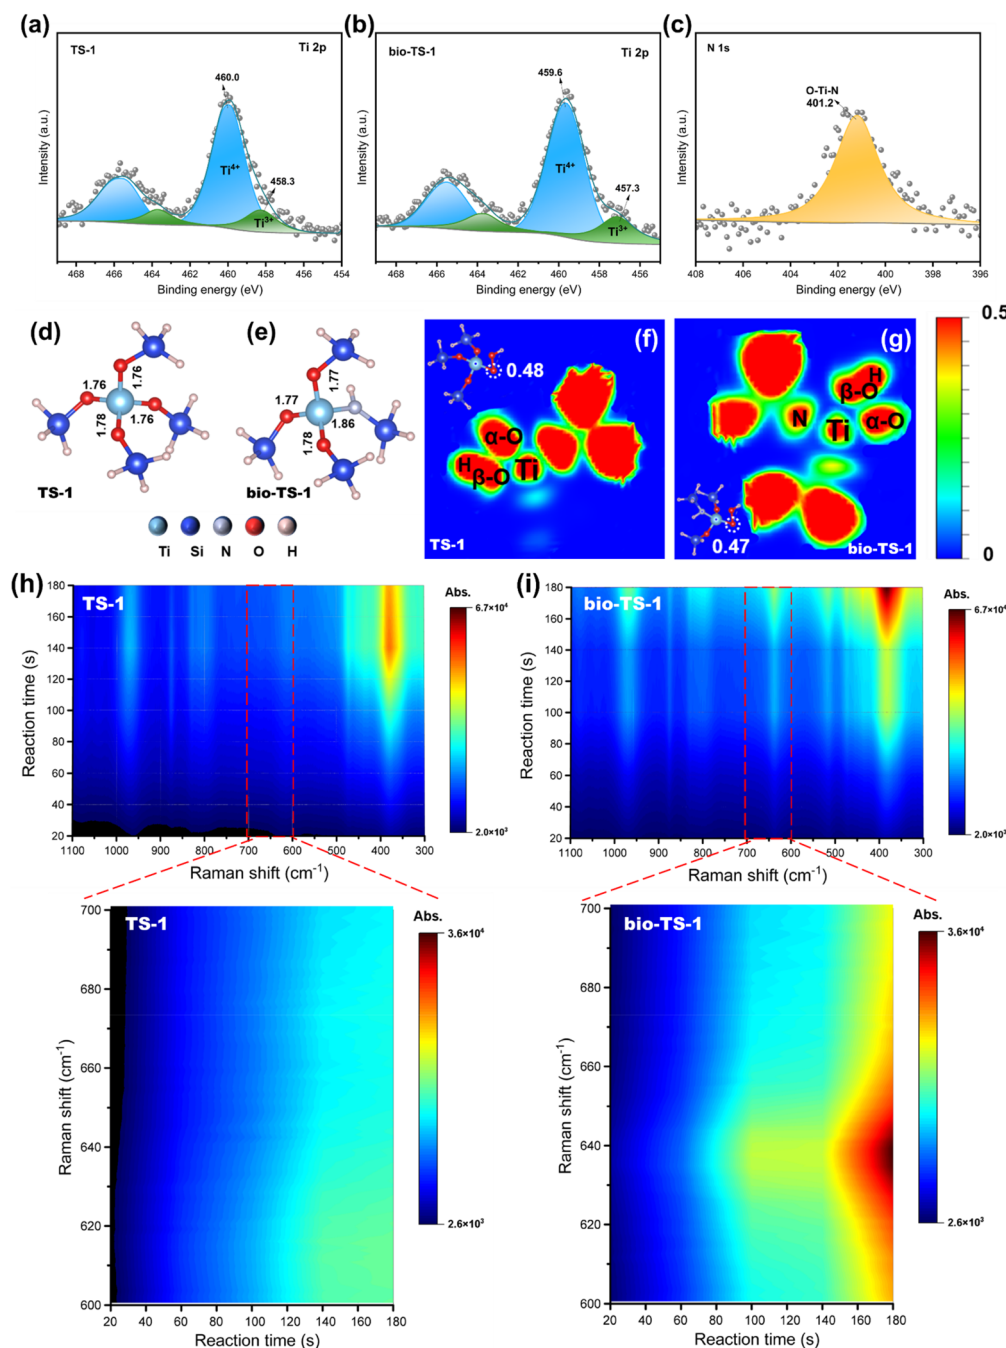 (a.)
TS-1
Ti 2p
460.0
Ti4+
458.3
Ti3+
Intensity (a.u.)
468 466 464 462 460 458 456 454
Binding energy (eV)
(b.)
bio-TS-1
Ti 2p
459.6
Ti4+
457.3
Ti3+
Intensity (a.u.)
468 466 464 462 460 458 456
Binding energy (eV)
(c.)
N 1s
O-Ti-N
401.2
Intensity (a.u.)
408 406 404 402 400 398 396
Binding energy (eV)
(d)
1.76
1.76
1.78
1.76
TS-1
(e)
1.77
1.77
1.86
1.78
bio-TS-1
Ti Si N O H
(f)
0.48
α-O
H
β-O
Ti
TS-1
(g)
H
β-O
N
Ti
α-O
0.47
bio-TS-1
0.5
0
(h)
TS-1
Abs.
6.7×10⁴
2.0×10³
Reaction time (s)
180
160
140
120
100
80
60
40
20
1100 1000 900 800 700 600 500 400 300
Raman shift (cm⁻¹)
(i)
bio-TS-1
Abs.
6.7×10⁴
2.0×10³
Reaction time (s)
180
160
140
120
100
80
60
40
20
1100 1000 900 800 700 600 500 400 300
Raman shift (cm⁻¹)
TS-1
Abs.
3.6×10⁴
2.6×10³
Raman shift (cm⁻¹)
700
680
660
640
620
600
20 40 60 80 100 120 140 160 180
Reaction time (s)
bio-TS-1
Abs.
3.6×10⁴
2.6×10³
Raman shift (cm⁻¹)
700
680
660
640
620
600
20 40 60 80 100 120 140 160 180
Reaction time (s)